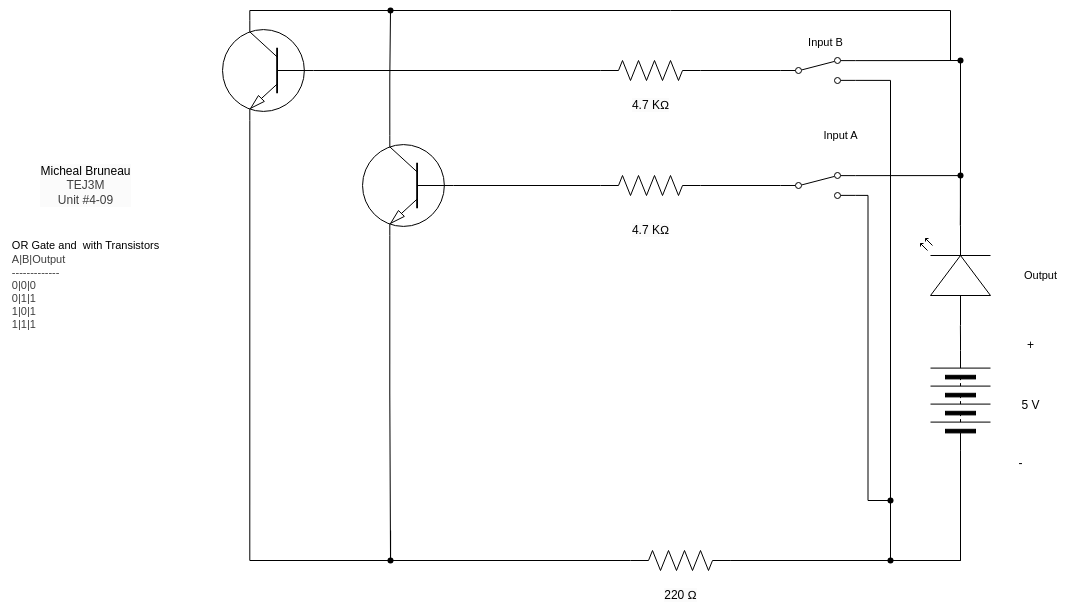 Input B
4.7 KΩ
Input A
Micheal Bruneau
TEJ3M
Unit #4-09
4.7 KΩ
OR Gate and  with Transistors
A|B|Output
-------------
0|0|0
0|1|1
1|0|1
1|1|1
Output
+
5 V
-
220 Ω